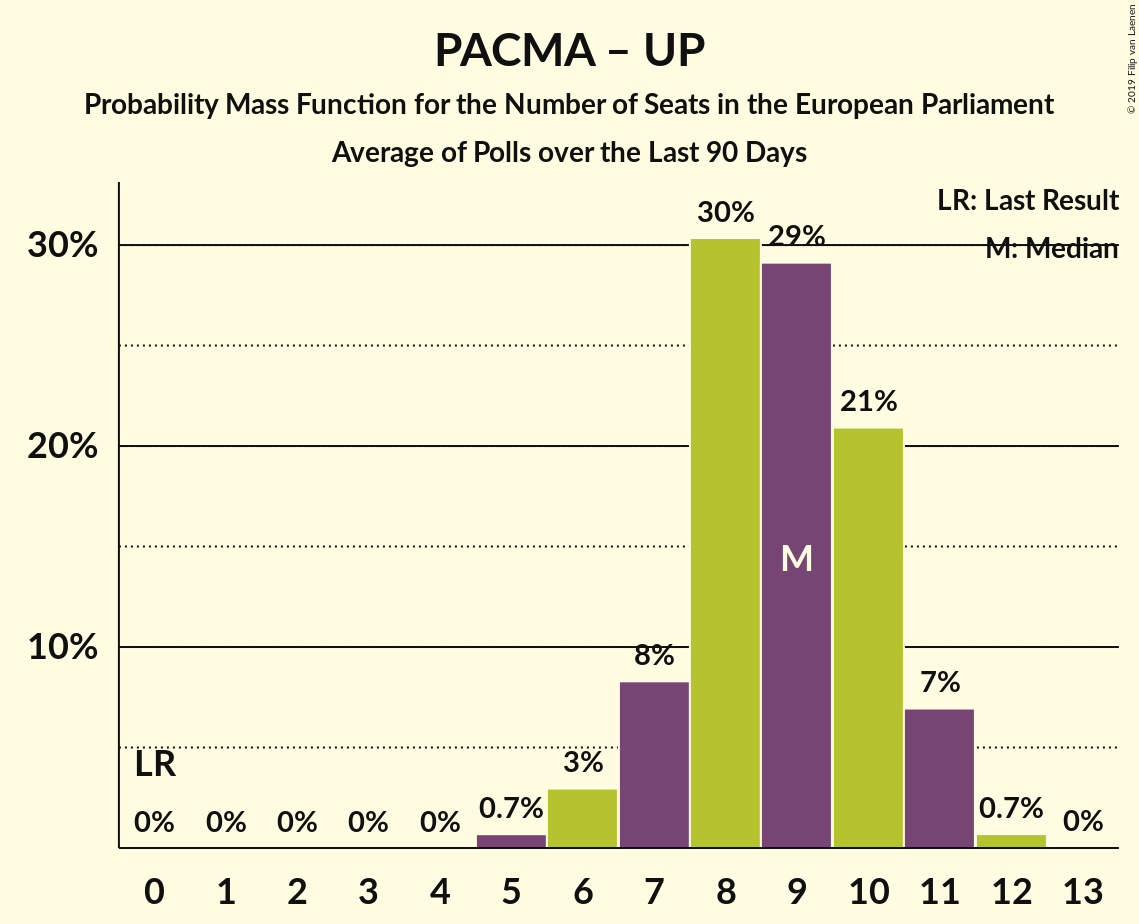 PACMA – UP
Probability Mass Function for the Number of Seats in the European Parliament
Average of Polls over the Last 90 Days
© 2019 Filip van Laenen
LR: Last Result
M: Median
30%
20%
10%
LR
0%
0%
0%
0%
0%
0.7%
3%
8%
30%
29%
21%
7%
0.7%
0%
M
0 1 2 3 4 5 6 7 8 9 10 11 12 13